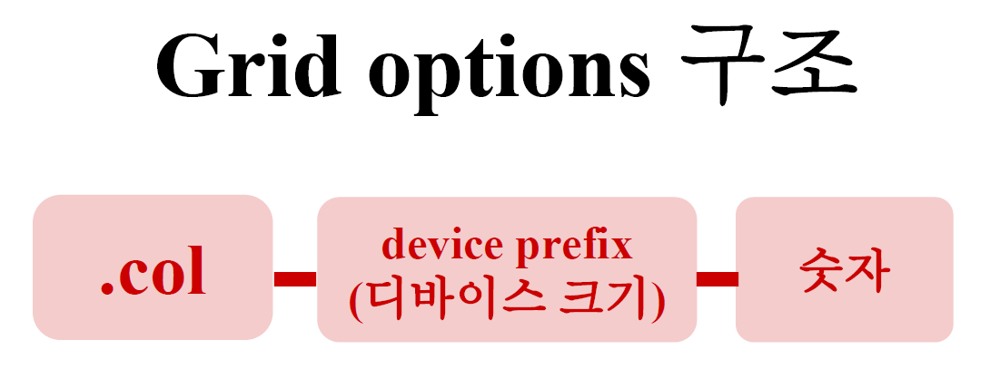 Grid options 구조
.col
device prefix
(디바이스 크기)
숫자